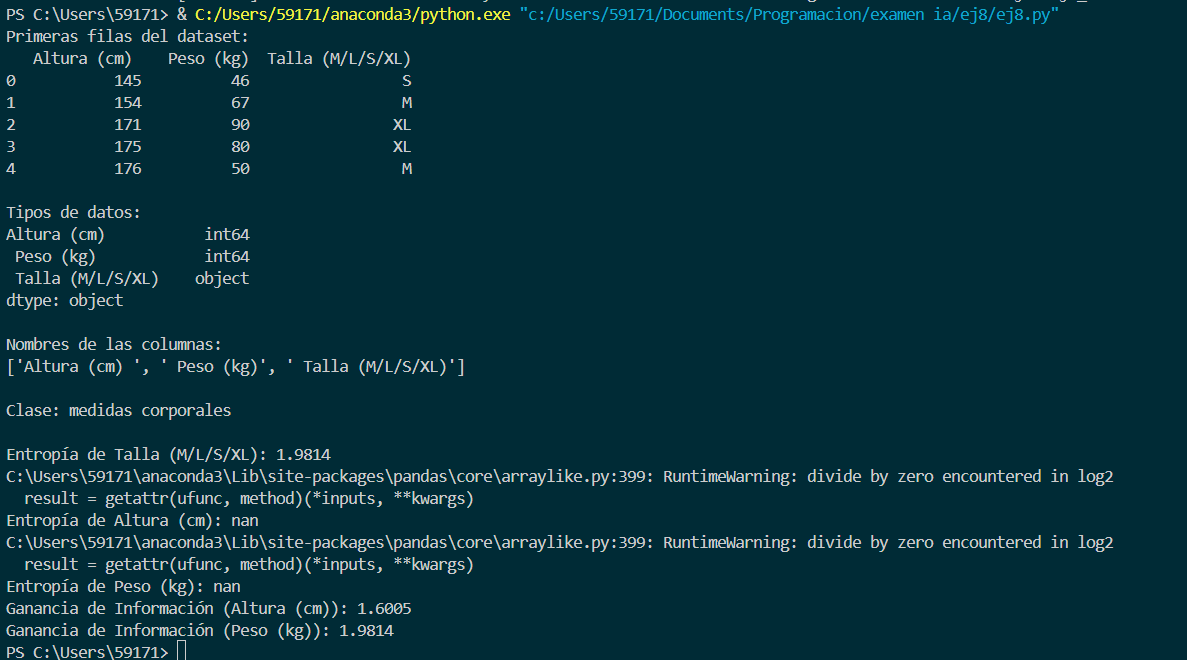 PS C:\Users\59171> & C:/Users/59171/anaconda3/python.exe "c:/Users/59171/Documents/Programacion/examen ia/ej8/ej8.py"
Primeras filas del dataset:
   Altura (cm)    Peso (kg)  Talla (M/L/S/XL)
0           145          46                 S
1           154          67                 M
2           171          90                XL
3           175          80                XL
4           176          50                 M

Tipos de datos:
Altura (cm)           int64
 Peso (kg)            int64
 Talla (M/L/S/XL)    object
dtype: object

Nombres de las columnas:
['Altura (cm) ', ' Peso (kg)', ' Talla (M/L/S/XL)']

Clase: medidas corporales

Entropía de Talla (M/L/S/XL): 1.9814
C:\Users\59171\anaconda3\Lib\site-packages\pandas\core\arraylike.py:399: RuntimeWarning: divide by zero encountered in log2
  result = getattr(ufunc, method)(*inputs, **kwargs)
Entropía de Altura (cm): nan
C:\Users\59171\anaconda3\Lib\site-packages\pandas\core\arraylike.py:399: RuntimeWarning: divide by zero encountered in log2
  result = getattr(ufunc, method)(*inputs, **kwargs)
Entropía de Peso (kg): nan
Ganancia de Información (Altura (cm)): 1.6005
Ganancia de Información (Peso (kg)): 1.9814
PS C:\Users\59171>